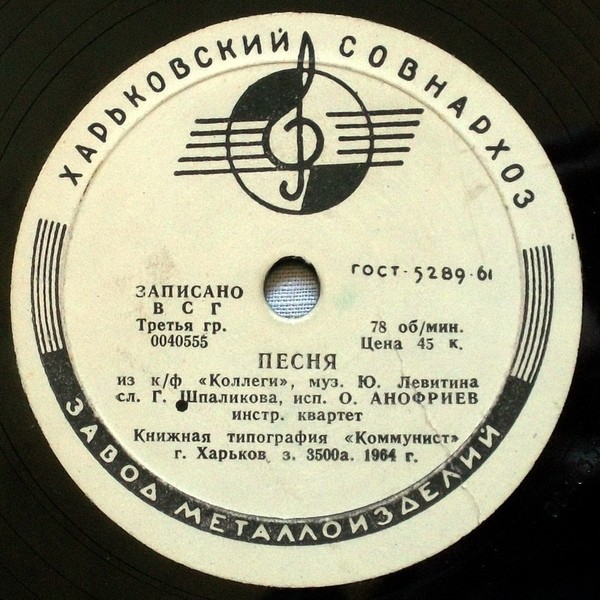 ХАРЬКОВСКИЙ СОВНАРХОЗ
ГОСТ-5289-61
ЗАПИСАНО
В С Г
Третья гр.
0040555
78 об/мин.
Цена 45 к.
ПЕСНЯ
из к/ф «Коллеги», муз. Ю. Левитина
сл. Г. Шпаликова, исп. О. АНОФРИЕВ
инстр. квартет
Книжная типография «Коммунист»
г. Харьков з. 3500а. 1964 г.
ЗАВОД МЕТАЛЛОИЗДЕЛИЙ